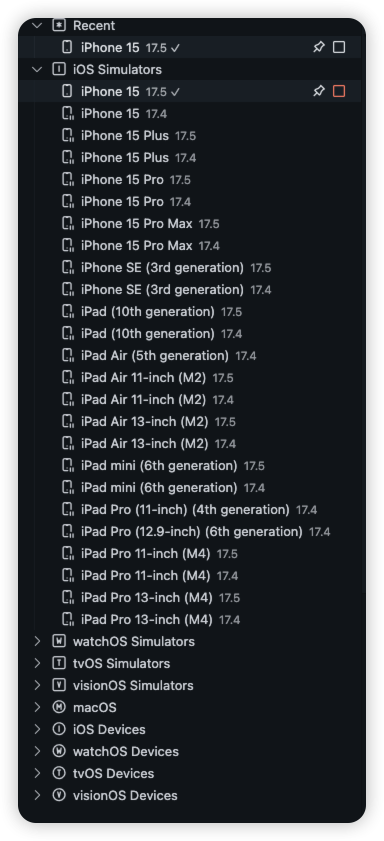 Recent
iPhone 15 17.5 ✓
iOS Simulators
iPhone 15 17.5 ✓
iPhone 15 17.4
iPhone 15 Plus 17.5
iPhone 15 Plus 17.4
iPhone 15 Pro 17.5
iPhone 15 Pro 17.4
iPhone 15 Pro Max 17.5
iPhone 15 Pro Max 17.4
iPhone SE (3rd generation) 17.5
iPhone SE (3rd generation) 17.4
iPad (10th generation) 17.5
iPad (10th generation) 17.4
iPad Air (5th generation) 17.4
iPad Air 11-inch (M2) 17.5
iPad Air 11-inch (M2) 17.4
iPad Air 13-inch (M2) 17.5
iPad Air 13-inch (M2) 17.4
iPad mini (6th generation) 17.5
iPad mini (6th generation) 17.4
iPad Pro (11-inch) (4th generation) 17.4
iPad Pro (12.9-inch) (6th generation) 17.4
iPad Pro 11-inch (M4) 17.5
iPad Pro 11-inch (M4) 17.4
iPad Pro 13-inch (M4) 17.5
iPad Pro 13-inch (M4) 17.4
W watchOS Simulators
T tvOS Simulators
V visionOS Simulators
M macOS
I iOS Devices
W watchOS Devices
T tvOS Devices
V visionOS Devices